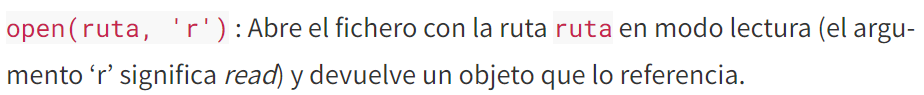 open(ruta, 'r') : Abre el fichero con la ruta ruta en modo lectura (el argu-
mento ‘r’ significa read) y devuelve un objeto que lo referencia.